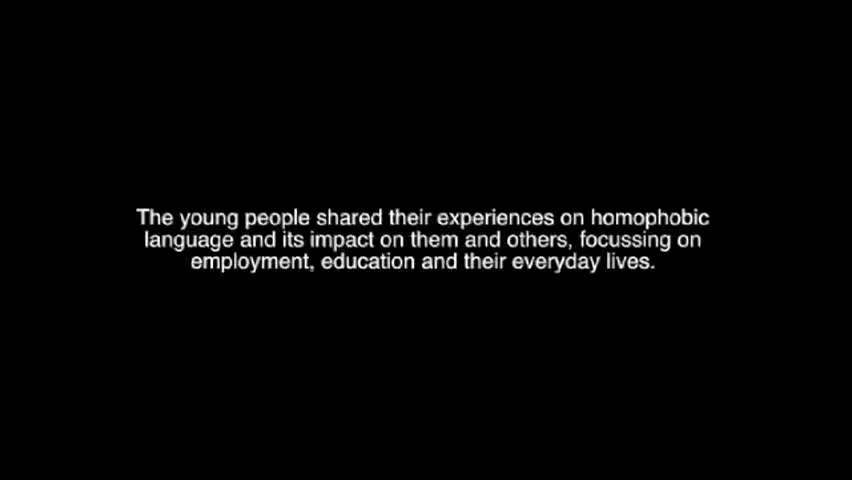 The young people shared their experiences on homophobic
language and its impact on them and others, focussing on
employment, education and their everyday lives.